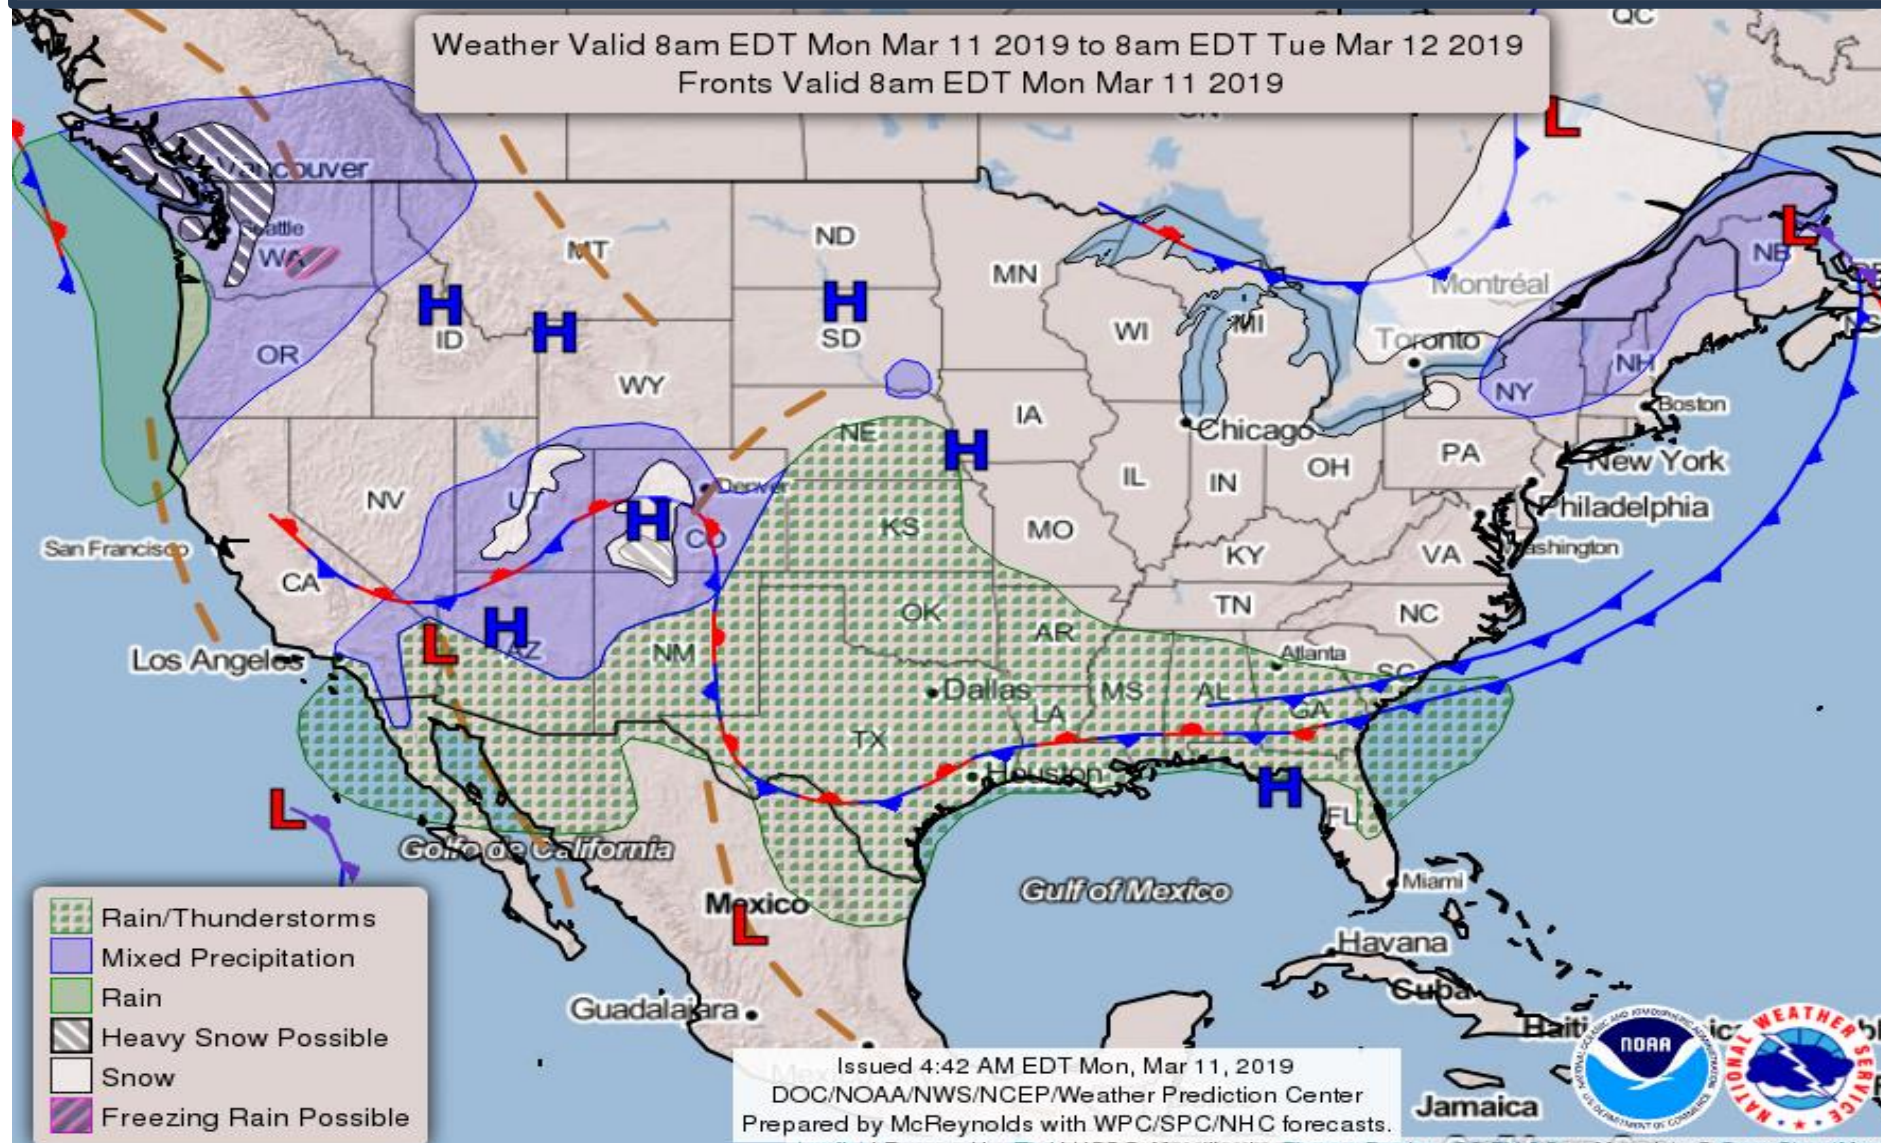 Weather Valid 8am EDT Mon Mar 11 2019 to 8am EDT Tue Mar 12 2019
Fronts Valid 8am EDT Mon Mar 11 2019
QC
L
Vancouver
Seattle
WA
MT
ND
MN
Montréal
NB
L
H
H
H
ID
SD
OR
WI
MI
Toronto
NH
NY
WY
IA
Boston
NE
H
Chicago
PA
New York
IL
IN
OH
NV
UT
Denver
Philadelphia
H
CO
KS
MO
KY
VA
Washington
San Francisco
CA
OK
TN
NC
H
AR
L
AZ
NM
Atlanta
SC
Los Angeles
Dallas
MS
AL
GA
LA
TX
Houston
H
FL
L
Golfo de California
Gulf of Mexico
Miami
Mexico
L
Havana
Cuba
Guadalajara
Haiti
Jamaica
Rain/Thunderstorms
Mixed Precipitation
Rain
Heavy Snow Possible
Snow
Freezing Rain Possible
Issued 4:42 AM EDT Mon, Mar 11, 2019
DOC/NOAA/NWS/NCEP/Weather Prediction Center
Prepared by McReynolds with WPC/SPC/NHC forecasts.
NOAA
NATIONAL WEATHER SERVICE